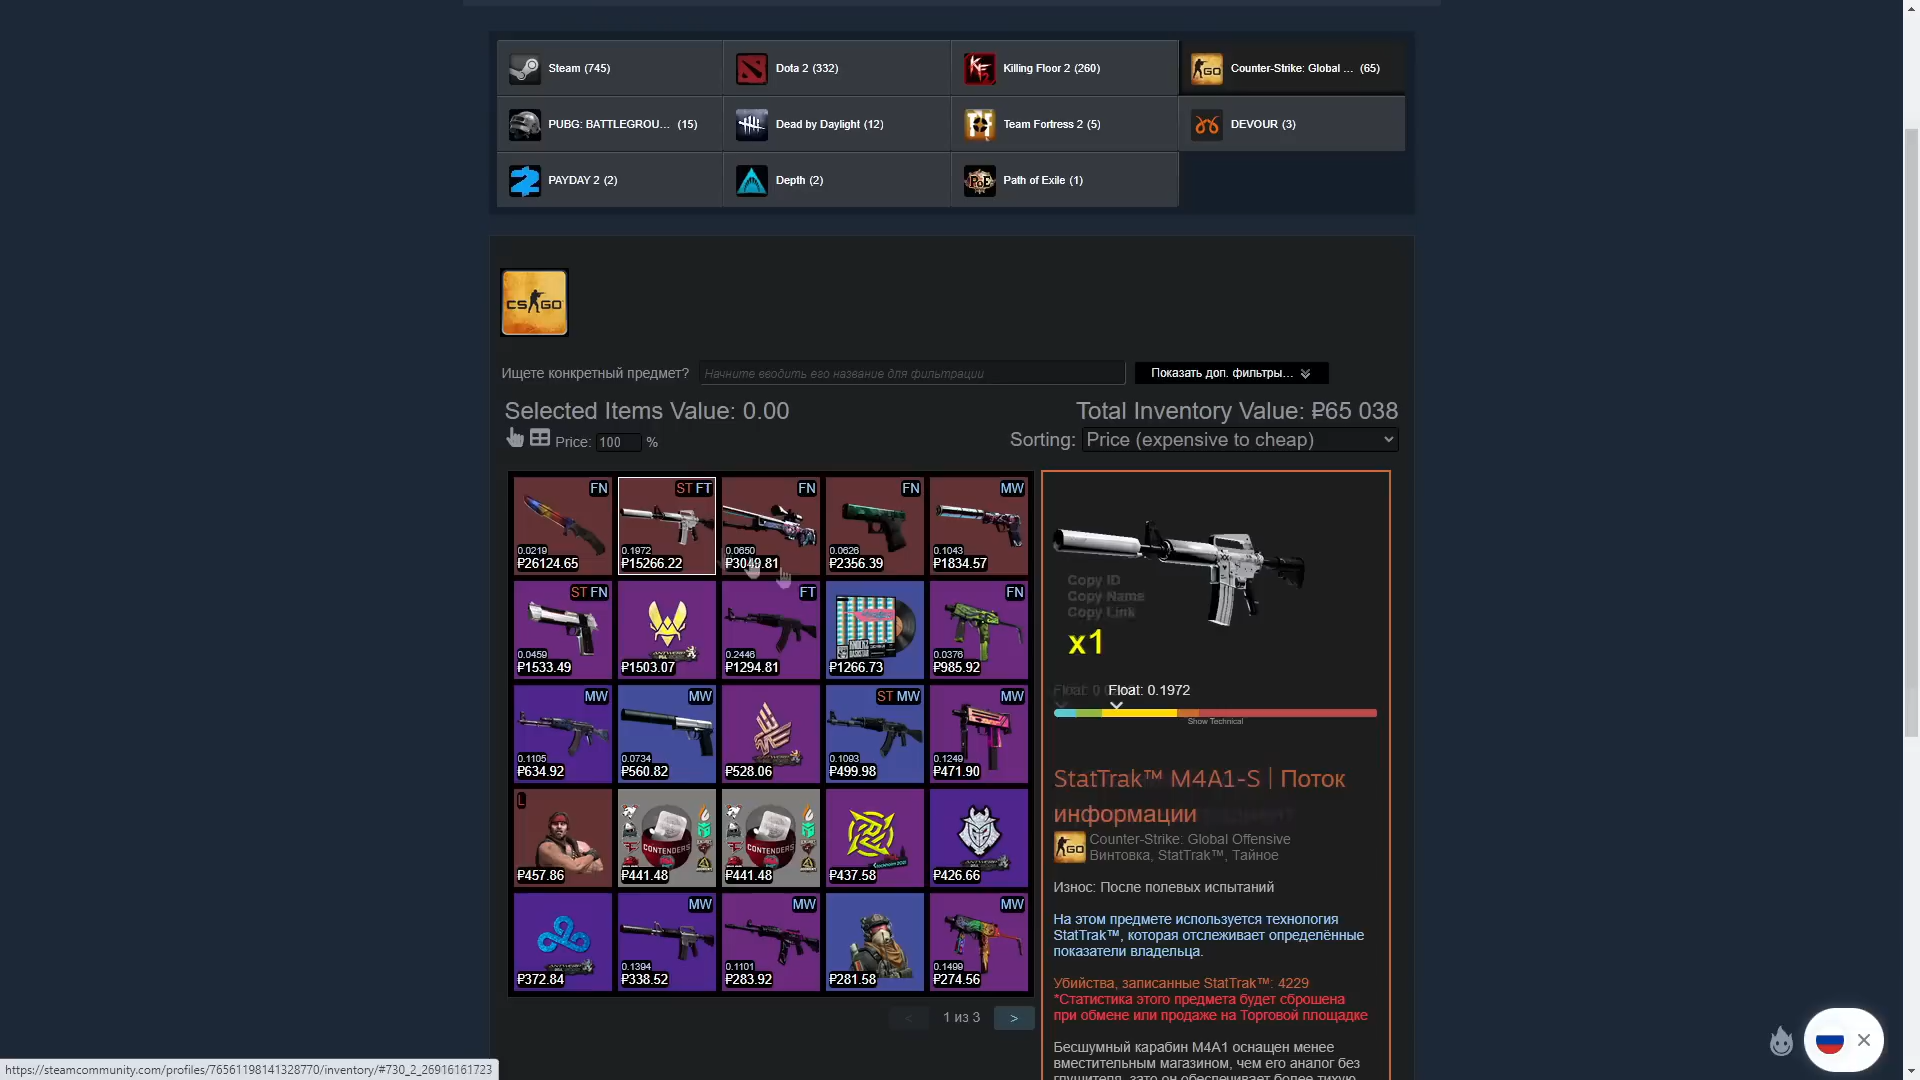 Steam (745)
Dota 2 (332)
Killing Floor 2 (260)
Counter-Strike: Global ... (65)
PUBG: BATTLEGROU... (15)
Dead by Daylight (12)
Team Fortress 2 (5)
DEVOUR (3)
PAYDAY 2 (2)
Depth (2)
Path of Exile (1)
CS GO
Ищете конкретный предмет?
Начните вводить его название для фильтрации
Показать доп. фильтры...
Selected Items Value: 0.00
Total Inventory Value: ₽65 038
Price: 100 %
Sorting: Price (expensive to cheap)
FN
0.0219
₽26124.65
ST FT
0.1972
₽15266.22
FN
0.0650
₽3049.81
FN
0.0626
₽2356.39
MW
0.1043
₽1834.57
ST FN
0.0459
₽1533.49
₽1503.07
FT
0.2446
₽1294.81
₽1266.73
FN
0.0376
₽985.92
MW
0.1105
₽634.92
MW
0.0734
₽560.82
₽528.06
ST MW
0.1093
₽499.98
MW
0.1249
₽471.90
L
₽457.86
CONTENDERS
₽441.48
CONTENDERS
₽441.48
₽437.58
₽426.66
₽372.84
MW
0.1394
₽338.52
MW
0.1101
₽283.92
₽281.58
MW
0.1499
₽274.56
< 1 из 3 >
Copy ID
Copy Name
Copy Link
x1
Float: 0.1972
Show Technical
StatTrak™ M4A1-S | Поток
информации
Counter-Strike: Global Offensive
Винтовка, StatTrak™, Тайное
Износ: После полевых испытаний
На этом предмете используется технология
StatTrak™, которая отслеживает определённые
показатели владельца.
Убийства, записанные StatTrak™: 4229
*Статистика этого предмета будет сброшена
при обмене или продаже на Торговой площадке
Бесшумный карабин M4A1 оснащен менее
вместительным магазином, чем его аналог без
глушителя, зато он обеспечивает более тихую
https://steamcommunity.com/profiles/76561198141328770/inventory/#730_2_26916161723